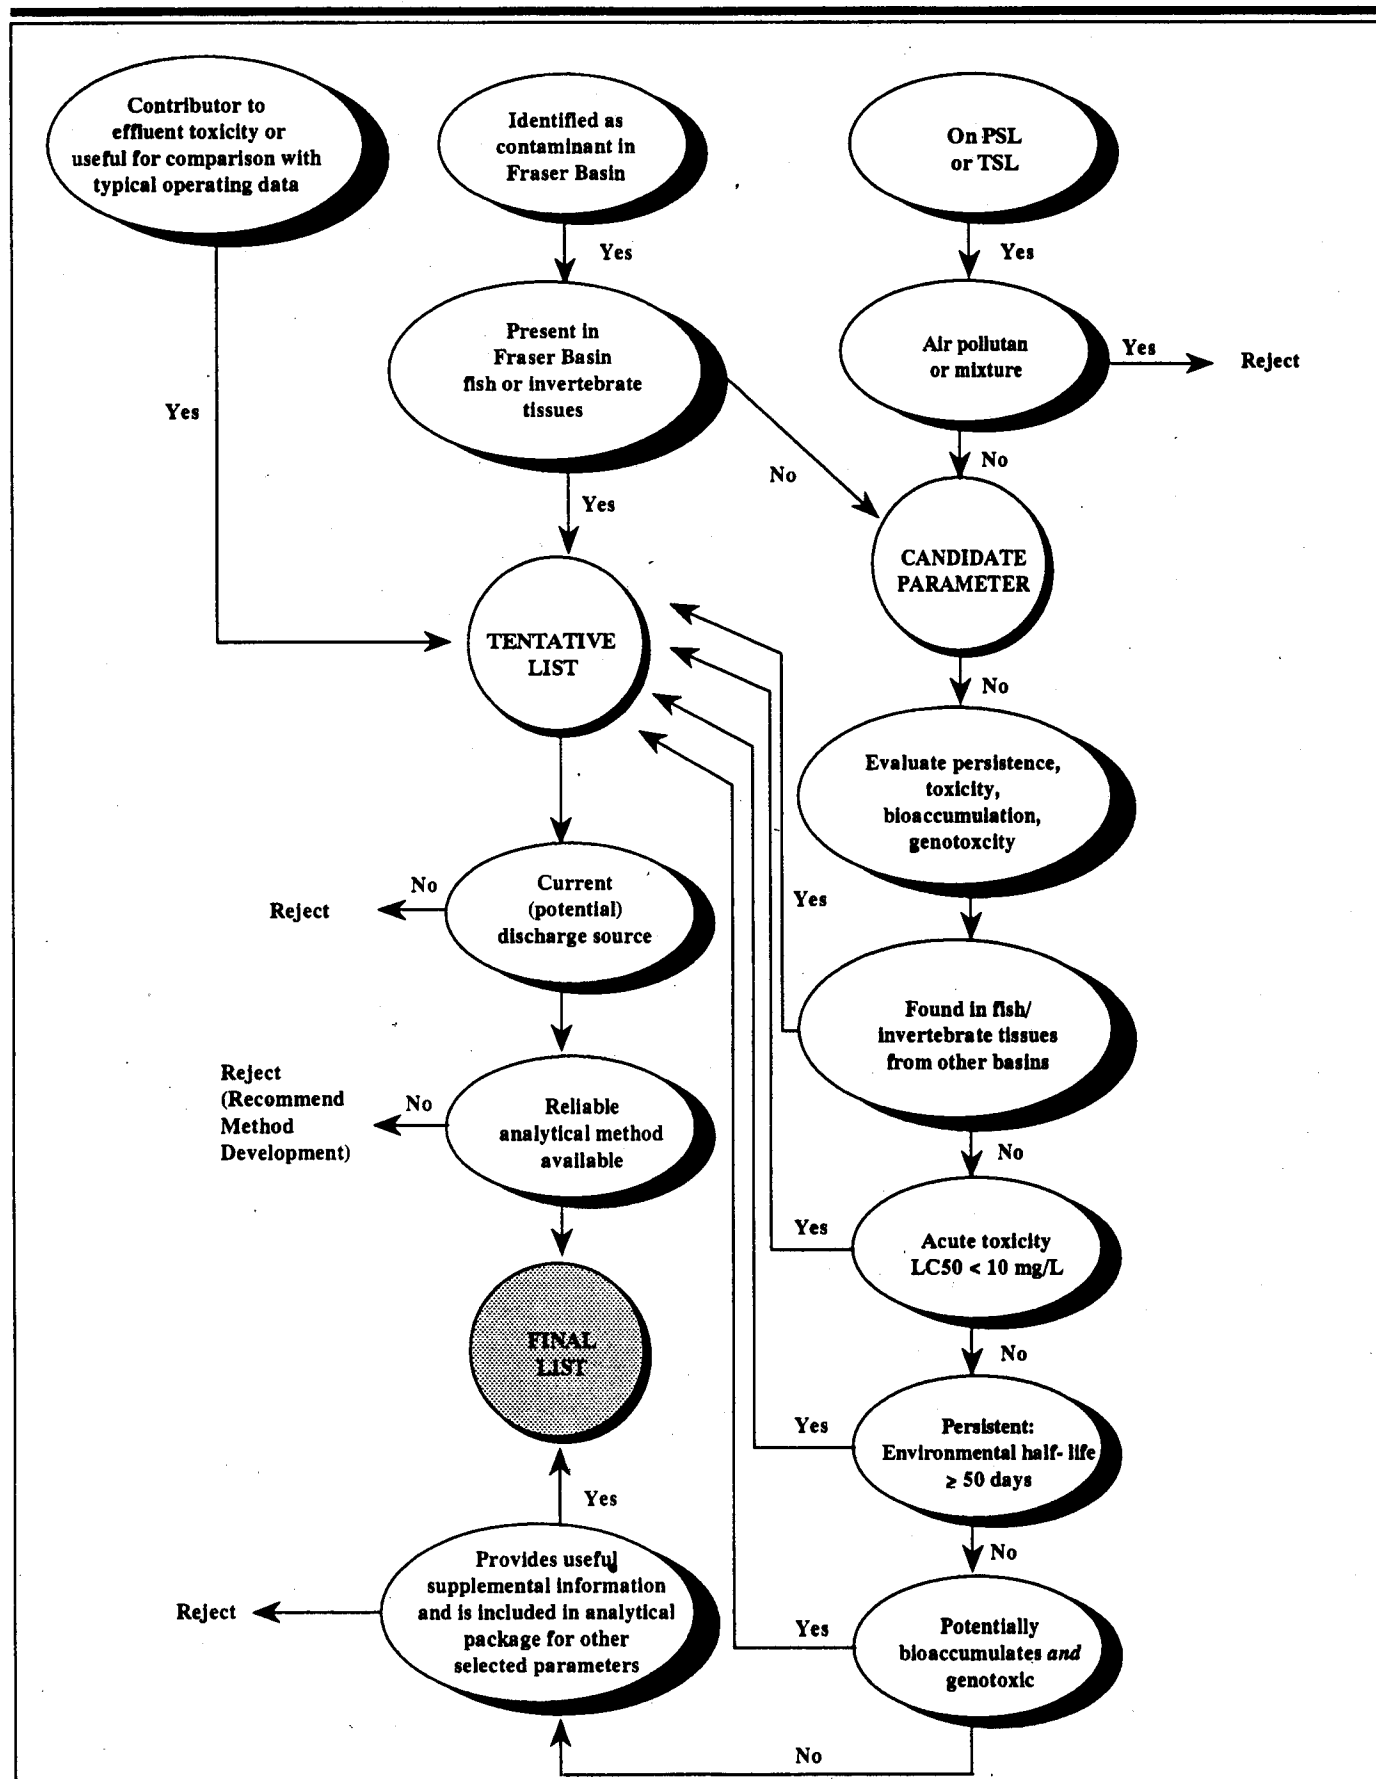 Contributor to
effluent toxicity or
useful for comparison with
typical operating data
Identified as
contaminant in
Fraser Basin
On PSL
or TSL
Yes
Yes
Present in
Fraser Basin
fish or invertebrate
tissues
Air pollutan
or mixture
Yes
Reject
Yes
No
No
Yes
CANDIDATE
PARAMETER
TENTATIVE
LIST
No
Evaluate persistence,
toxicity,
bioaccumulation,
genotoxcity
No
Reject
Current
(potential)
discharge source
Yes
Found in fish/
invertebrate tissues
from other basins
Reject
(Recommend
Method
Development)
No
Reliable
analytical method
available
No
Yes
Acute toxicity
LC50 < 10 mg/L
FINAL
LIST
No
Yes
Persistent:
Environmental half- life
≥ 50 days
Yes
No
Provides useful
supplemental information
and is included in analytical
package for other
selected parameters
Reject
Yes
Potentially
bioaccumulates and
genotoxic
No